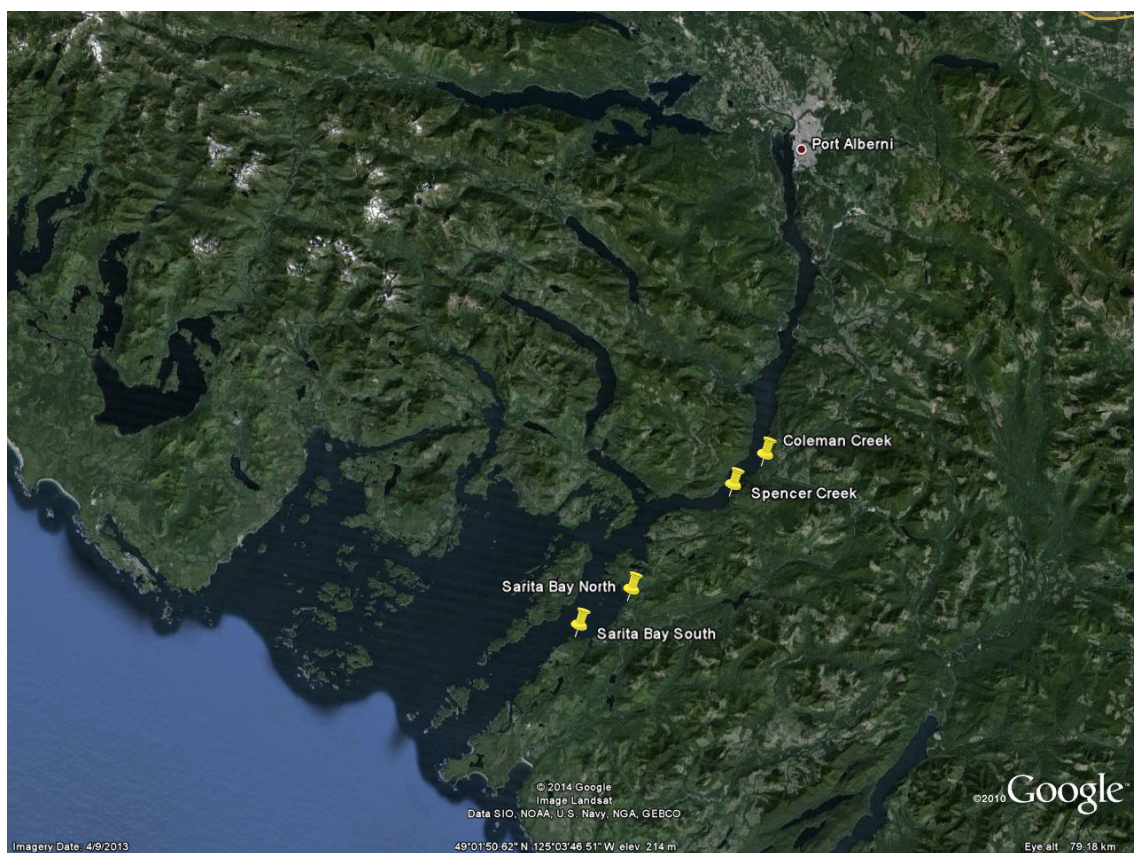 Port Alberni
Coleman Creek
Spencer Creek
Sarita Bay North
Sarita Bay South
© 2014 Google
Image Landsat
Data SIO, NOAA, U.S. Navy, NGA, GEBCO
©2010 Google
Imagery Date: 4/9/2013 49°01'50.62" N 125°03'46.51" W elev 214 m Eye alt 79.18 km